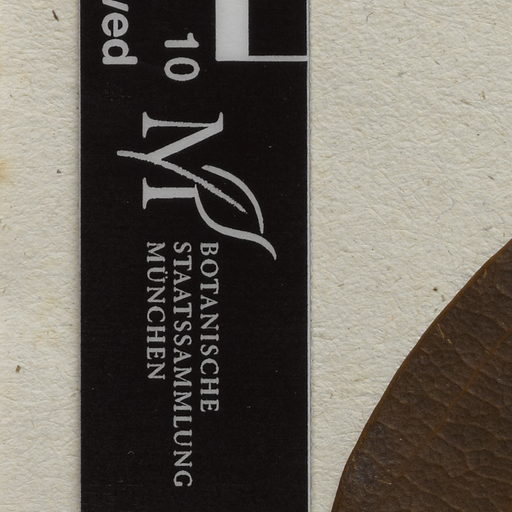 ved
10
BOTANISCHE
STAATSSAMMLUNG
MÜNCHEN